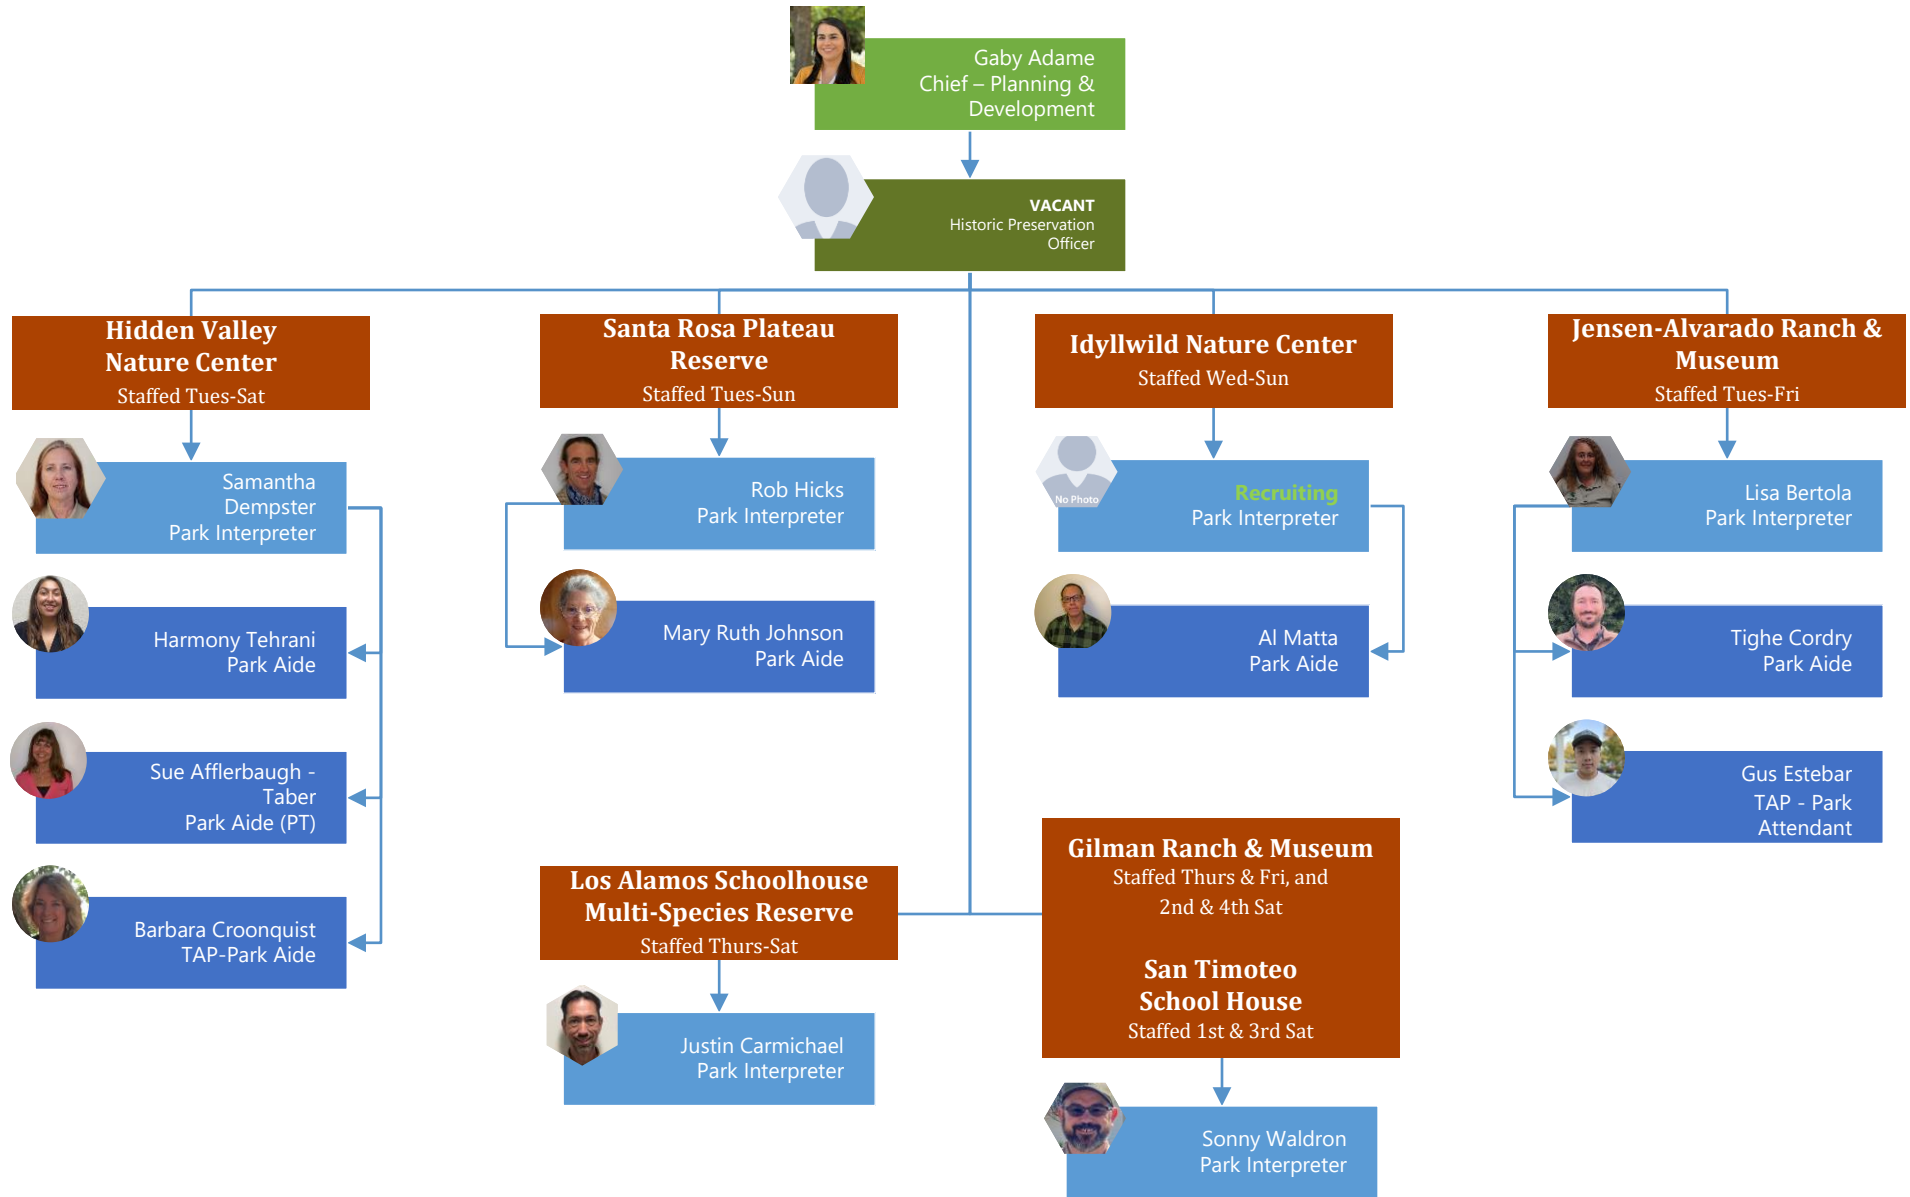 Gaby Adame
Chief – Planning &
Development
VACANT
Historic Preservation
Officer
Hidden Valley
Nature Center
Staffed Tues-Sat
Santa Rosa Plateau
Reserve
Staffed Tues-Sun
Idyllwild Nature Center
Staffed Wed-Sun
Jensen-Alvarado Ranch &
Museum
Staffed Tues-Fri
Samantha
Dempster
Park Interpreter
Rob Hicks
Park Interpreter
No Photo
Recruiting
Park Interpreter
Lisa Bertola
Park Interpreter
Harmony Tehrani
Park Aide
Mary Ruth Johnson
Park Aide
Al Matta
Park Aide
Tighe Cordry
Park Aide
Sue Afflerbaugh -
Taber
Park Aide (PT)
Gus Estebar
TAP - Park
Attendant
Barbara Croonquist
TAP-Park Aide
Los Alamos Schoolhouse
Multi-Species Reserve
Staffed Thurs-Sat
Gilman Ranch & Museum
Staffed Thurs & Fri, and
2nd & 4th Sat
San Timoteo
School House
Staffed 1st & 3rd Sat
Justin Carmichael
Park Interpreter
Sonny Waldron
Park Interpreter